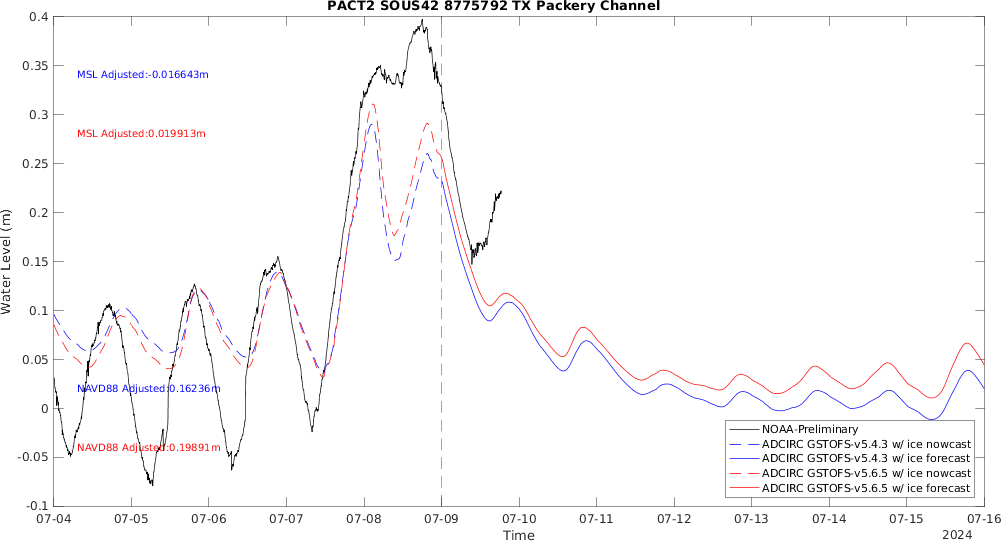 PACT2 SOUS42 8775792 TX Packery Channel
0.4
0.35
0.3
0.25
0.2
0.15
0.1
0.05
0
-0.05
-0.1
Water Level (m)
MSL Adjusted:-0.016643m
MSL Adjusted:0.019913m
NAVD88 Adjusted:0.16236m
NAVD88 Adjusted:0.19891m
NOAA-Preliminary
ADCIRC GSTOFS-v5.4.3 w/ ice nowcast
ADCIRC GSTOFS-v5.4.3 w/ ice forecast
ADCIRC GSTOFS-v5.6.5 w/ ice nowcast
ADCIRC GSTOFS-v5.6.5 w/ ice forecast
07-04 07-05 07-06 07-07 07-08 07-09 07-10 07-11 07-12 07-13 07-14 07-15 07-16
Time
2024